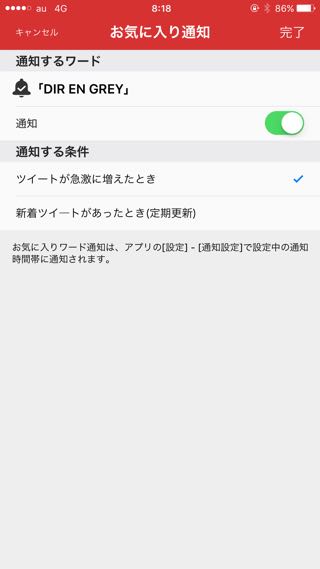 au 4G 8:18 86%
キャンセル お気に入り通知 完了
通知するワード
「DIR EN GREY」
通知
通知する条件
ツイートが急激に増えたとき
新着ツイートがあったとき(定期更新)
お気に入りワード通知は、アプリの[設定] - [通知設定]で設定中の通知
時間帯に通知されます。